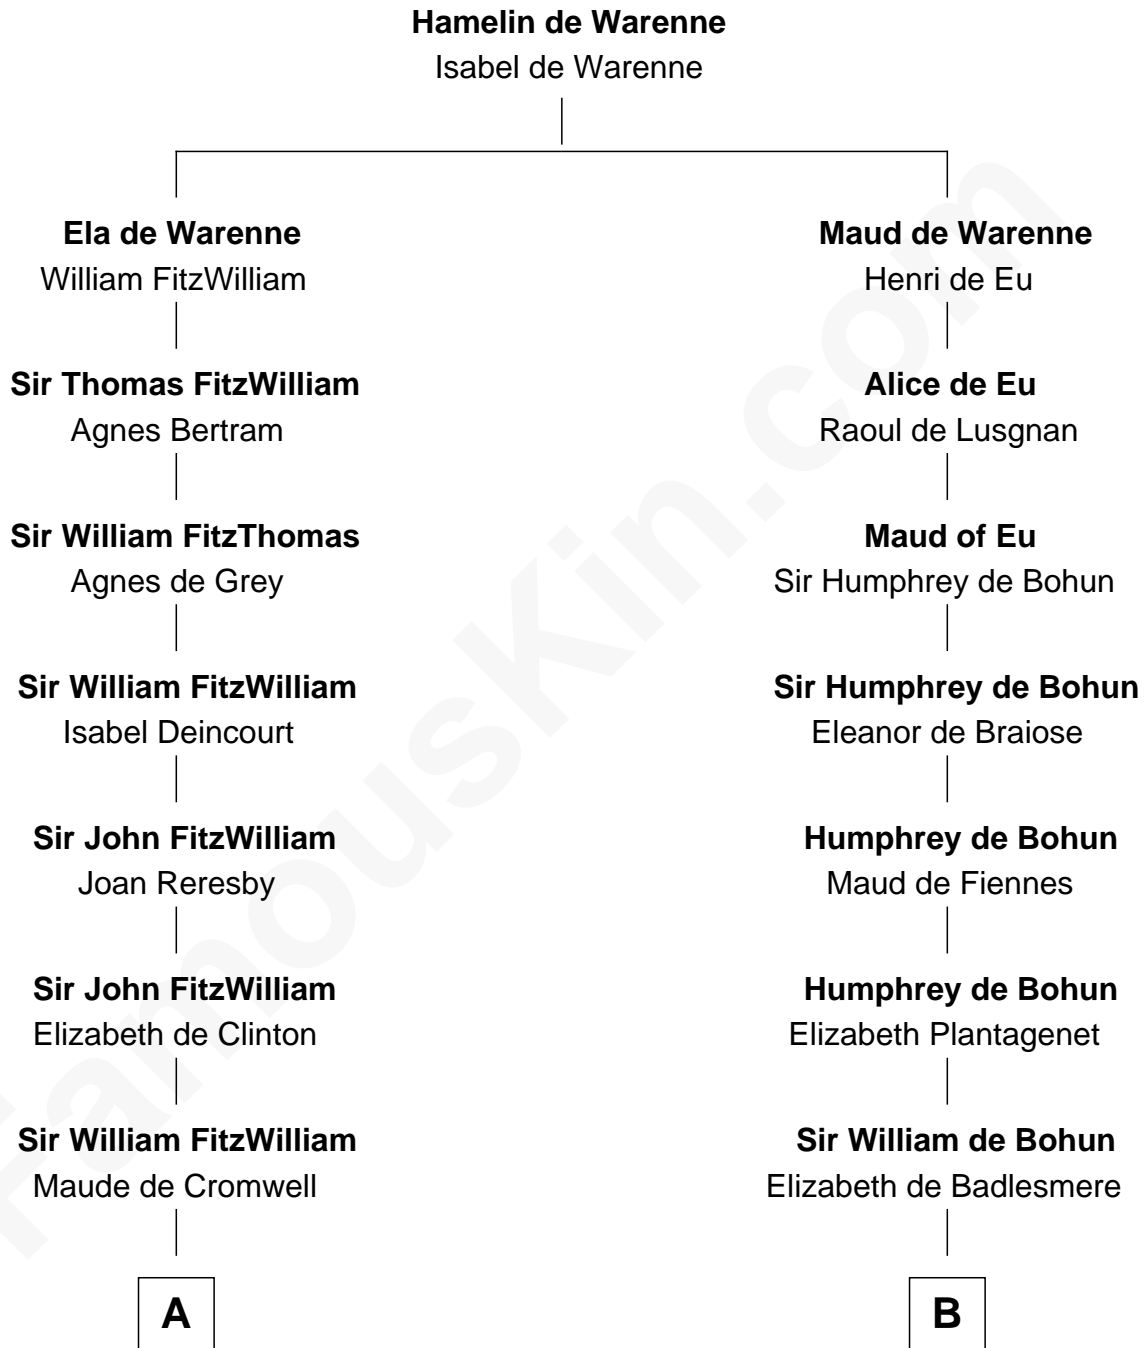 Hamelin de Warenne
Isabel de Warenne
Ela de Warenne
William FitzWilliam
Maud de Warenne
Henri de Eu
Sir Thomas FitzWilliam
Agnes Bertram
Alice de Eu
Raoul de Lusgnan
Sir William FitzThomas
Agnes de Grey
Maud of Eu
Sir Humphrey de Bohun
Sir William FitzWilliam
Isabel Deincourt
Sir Humphrey de Bohun
Eleanor de Braiose
Sir John FitzWilliam
Joan Reresby
Humphrey de Bohun
Maud de Fiennes
Sir John FitzWilliam
Elizabeth de Clinton
Humphrey de Bohun
Elizabeth Plantagenet
Sir William FitzWilliam
Maude de Cromwell
Sir William de Bohun
Elizabeth de Badlesmere
A
B
FamousKin.com